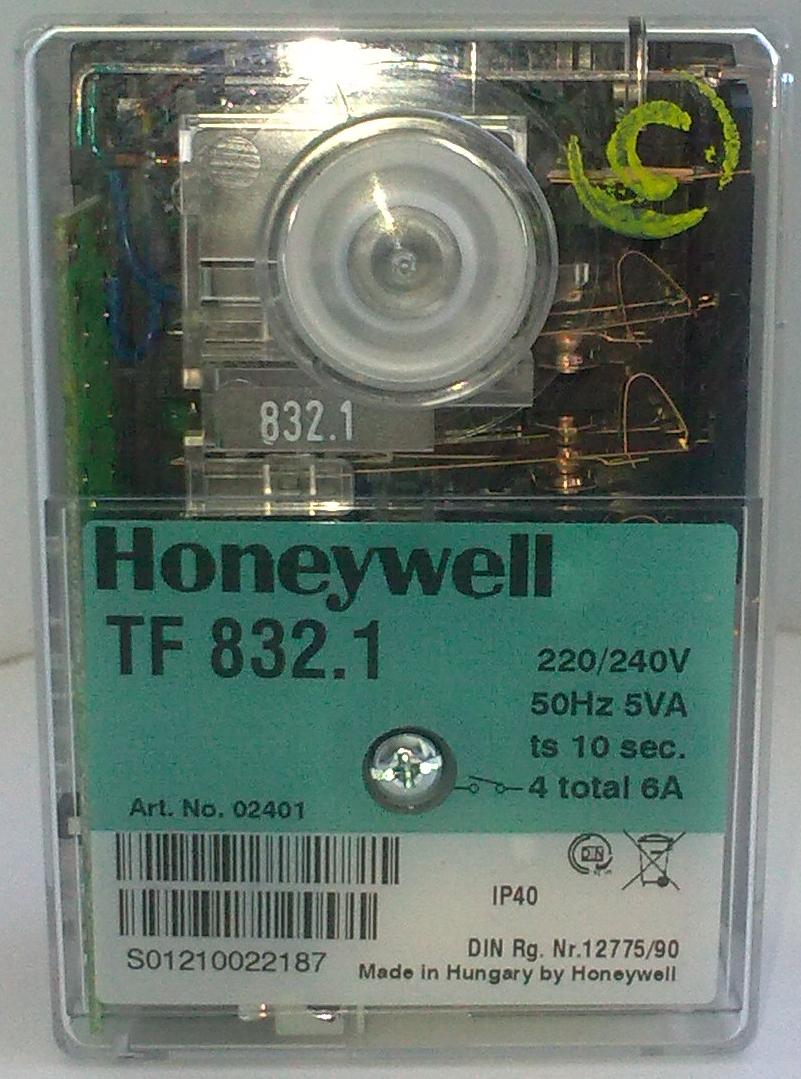 832.1
Honeywell
TF 832.1
220/240V
50Hz 5VA
ts 10 sec.
4 total 6A
Art. No. 02401
DIN
IP40
S01210022187
DIN Rg. Nr.12775/90
Made in Hungary by Honeywell